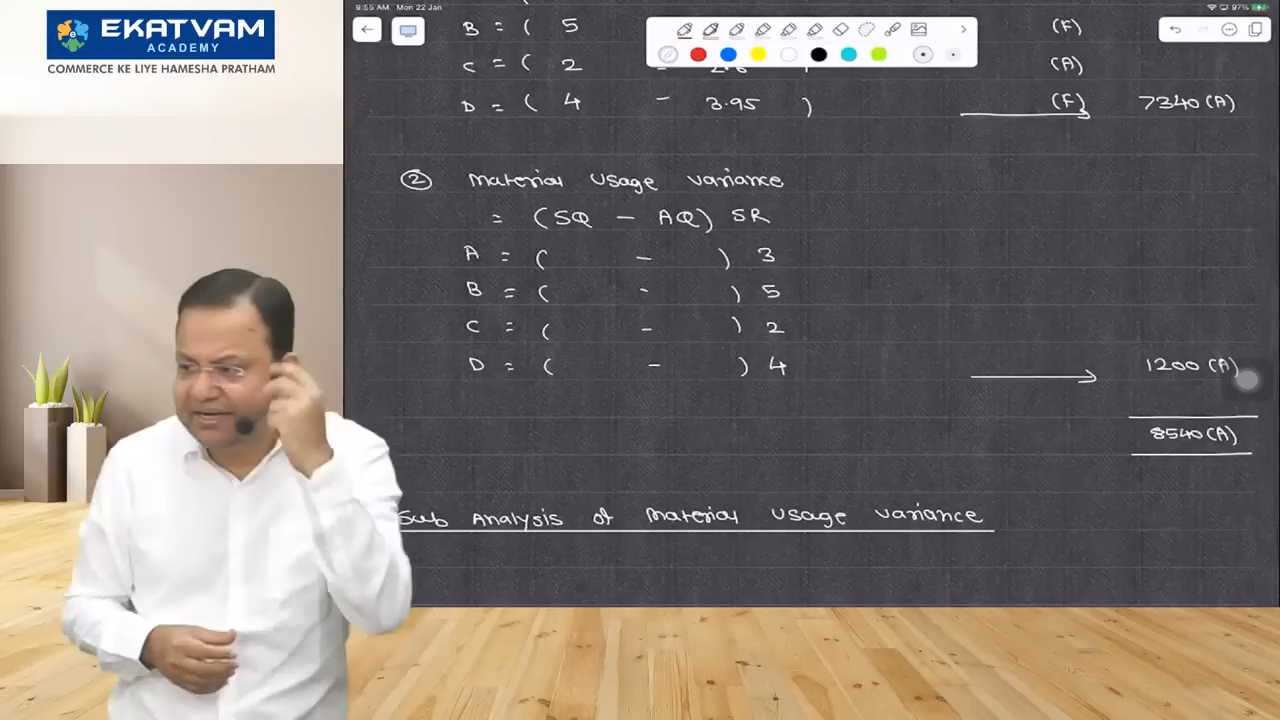 EKATVAM
ACADEMY
COMMERCE KE LIYE HAMESHA PRATHAM
9:55 AM Mon 22 Jan
97%
B = ( 5 (F)
C = ( 2 - ) (A)
D = ( 4 - 3.95 ) (F) 7340 (A)
② Material Usage Variance
= (SQ - AQ) SR
A = ( - ) 3
B = ( - ) 5
C = ( - ) 2
D = ( - ) 4 1200 (A)
8540 (A)
Sub Analysis of Material Usage Variance